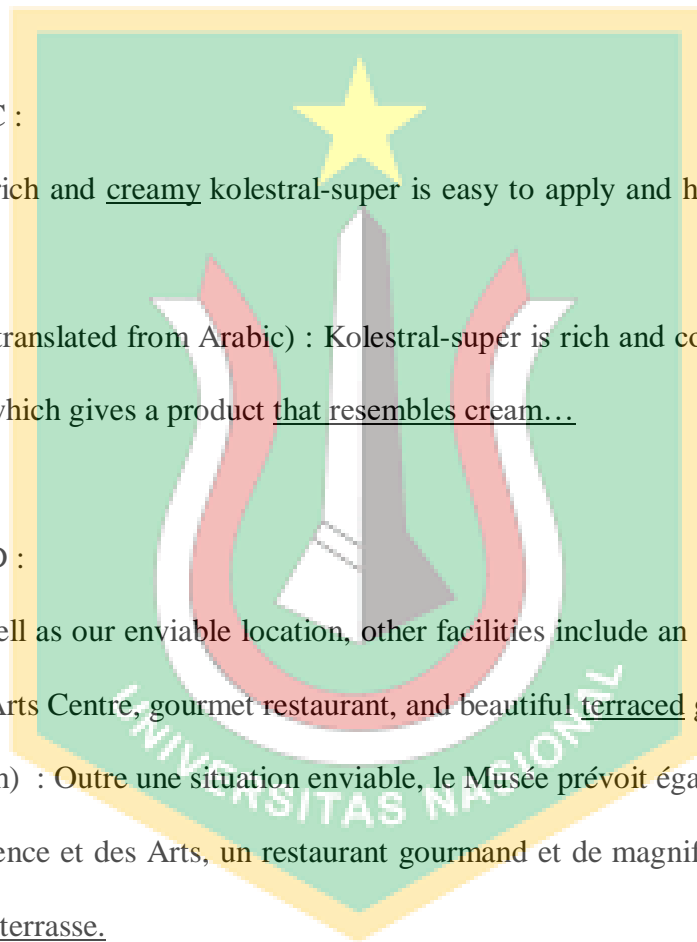 C :
rich and creamy kolestral-super is easy to apply and h
translated from Arabic) : Kolestral-super is rich and co
which gives a product that resembles cream…
D :
ell as our enviable location, other facilities include an
Arts Centre, gourmet restaurant, and beautiful terraced g
n) : Outre une situation enviable, le Musée prévoit éga
ence et des Arts, un restaurant gourmand et de magnif
terrasse.
UNIVERSITAS NASIONAL